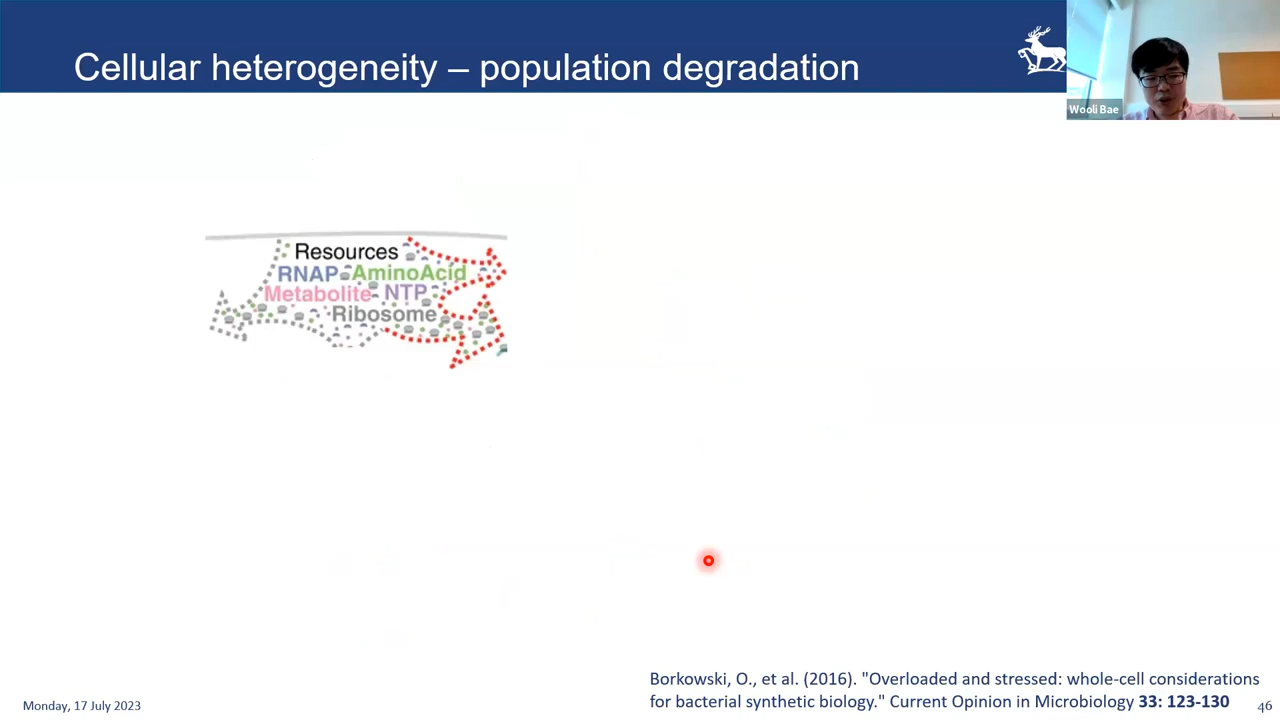 Cellular heterogeneity – population degradation
Wooli Bae
Resources
RNAP AminoAcid
Metabolite NTP
Ribosome
Borkowski, O., et al. (2016). "Overloaded and stressed: whole-cell considerations
for bacterial synthetic biology." Current Opinion in Microbiology 33: 123-130
Monday, 17 July 2023
46